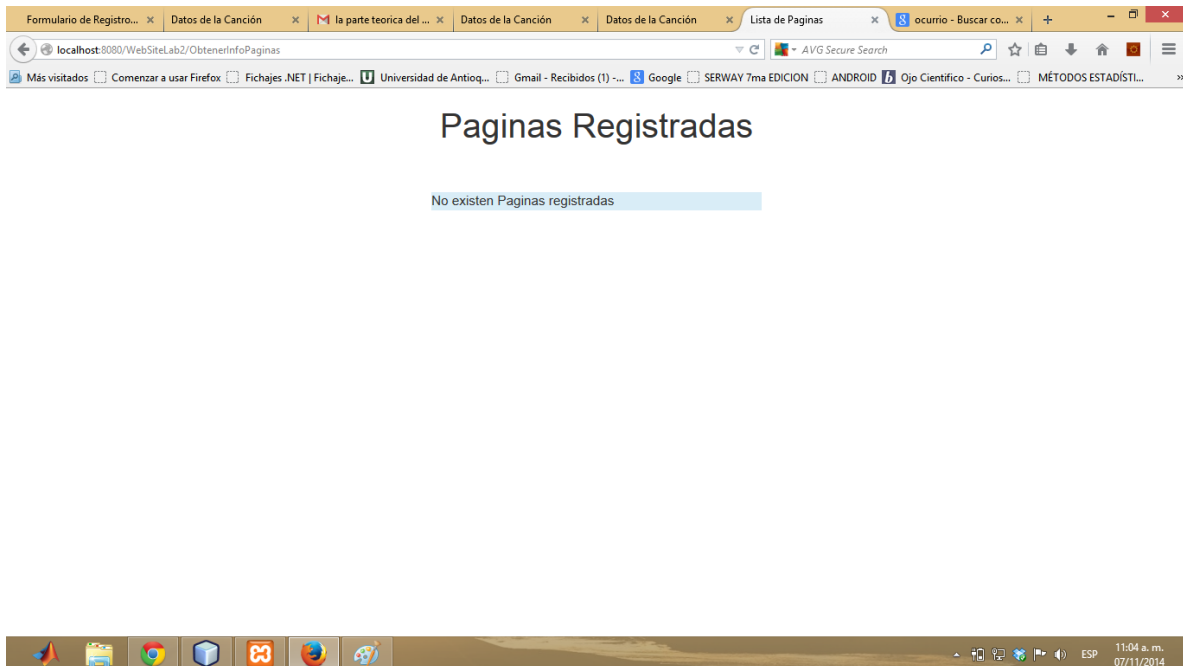 Formulario de Registro...
Datos de la Canción
la parte teorica del ...
Datos de la Canción
Datos de la Canción
Lista de Paginas
ocurrio - Buscar co...
localhost:8080/WebSiteLab2/ObtenerInfoPaginas
AVG Secure Search
Más visitados
Comenzar a usar Firefox
Fichajes .NET | Fichaje...
Universidad de Antioq...
Gmail - Recibidos (1) -...
Google
SERWAY 7ma EDICION
ANDROID
Ojo Cientifico - Curios...
MÉTODOS ESTADÍSTI...
Paginas Registradas
No existen Paginas registradas
ESP
11:04 a. m.
07/11/2014